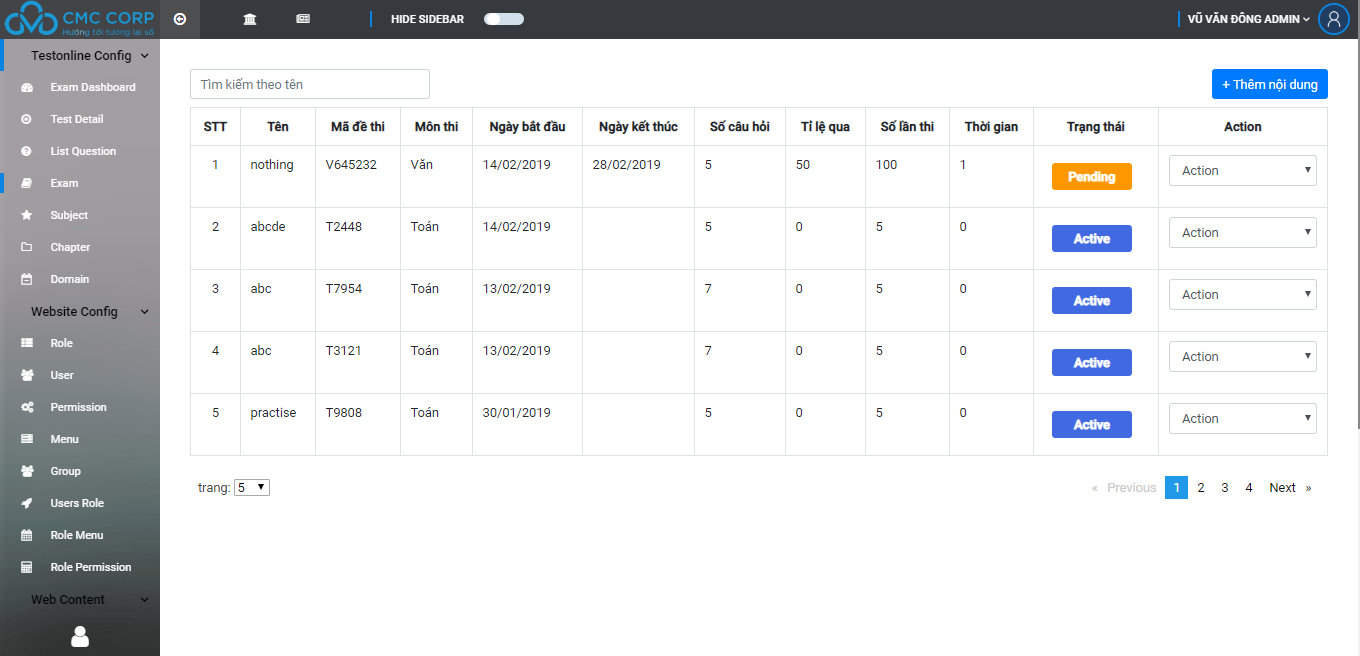 CMC CORP
Hướng tới tương lai số
HIDE SIDEBAR
VŨ VĂN ĐÔNG ADMIN
Testonline Config
Exam Dashboard
Test Detail
List Question
Exam
Subject
Chapter
Domain
Website Config
Role
User
Permission
Menu
Group
Users Role
Role Menu
Role Permission
Web Content
Tìm kiếm theo tên
+ Thêm nội dung
STT Tên Mã đề thi Môn thi Ngày bắt đầu Ngày kết thúc Số câu hỏi Tỉ lệ qua Số lần thi Thời gian Trạng thái Action
1 nothing V645232 Văn 14/02/2019 28/02/2019 5 50 100 1 Pending Action
2 abcde T2448 Toán 14/02/2019 5 0 5 0 Active Action
3 abc T7954 Toán 13/02/2019 7 0 5 0 Active Action
4 abc T3121 Toán 13/02/2019 7 0 5 0 Active Action
5 practise T9808 Toán 30/01/2019 5 0 5 0 Active Action
trang: 5
« Previous 1 2 3 4 Next »